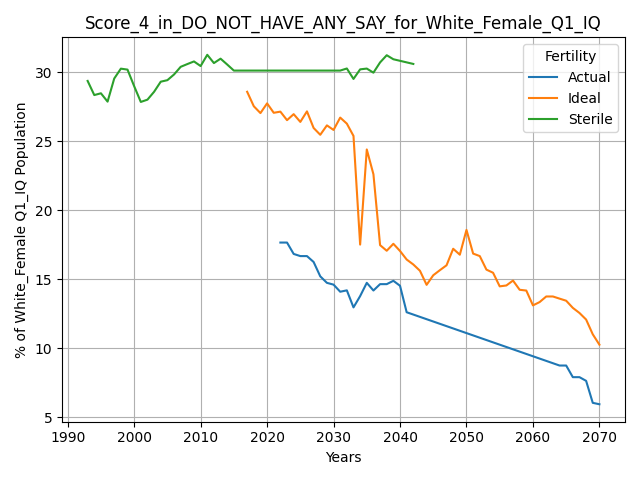 Score_4_in_DO_NOT_HAVE_ANY_SAY_for_White_Female_Q1_IQ
Fertility
Actual
Ideal
Sterile
% of White_Female Q1_IQ Population
30
25
20
15
10
5
1990 2000 2010 2020 2030 2040 2050 2060 2070
Years